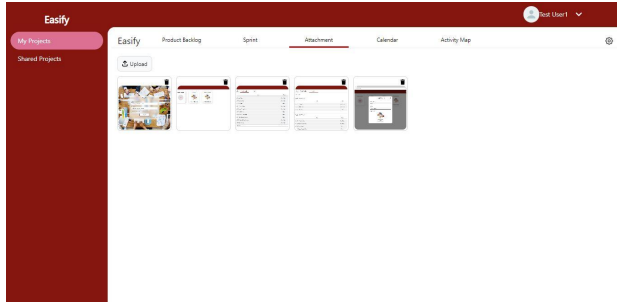 Easify
Test User1
My Projects
Shared Projects
Easify
Product Backlog
Sprint
Attachment
Calendar
Activity Map
Upload